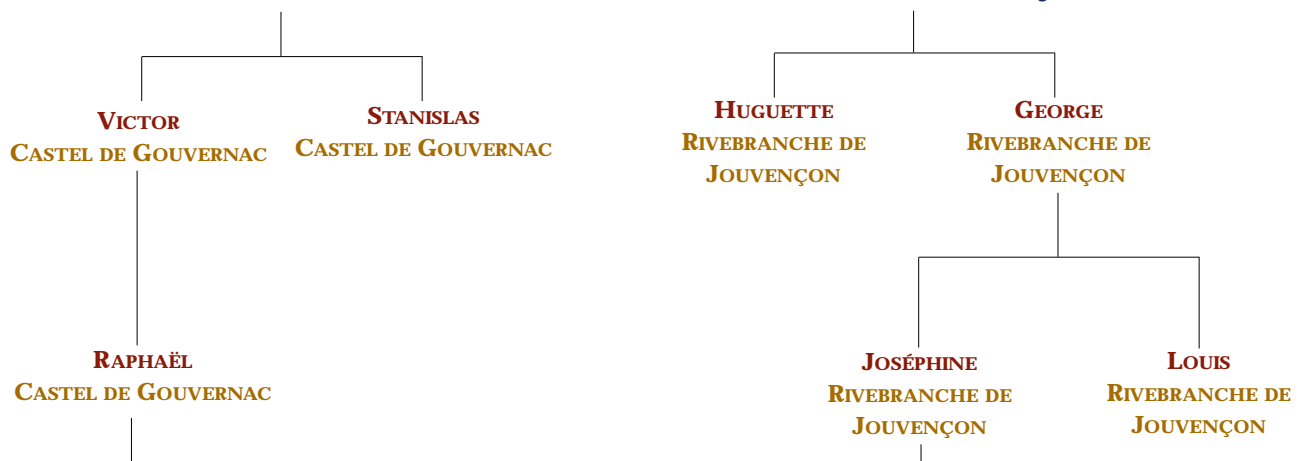 Victor
Castel de Gouvernac
Stanislas
Castel de Gouvernac
Huguette
Rivebranche de
Jouvençon
George
Rivebranche de
Jouvençon
Raphaël
Castel de Gouvernac
Joséphine
Rivebranche de
Jouvençon
Louis
Rivebranche de
Jouvençon